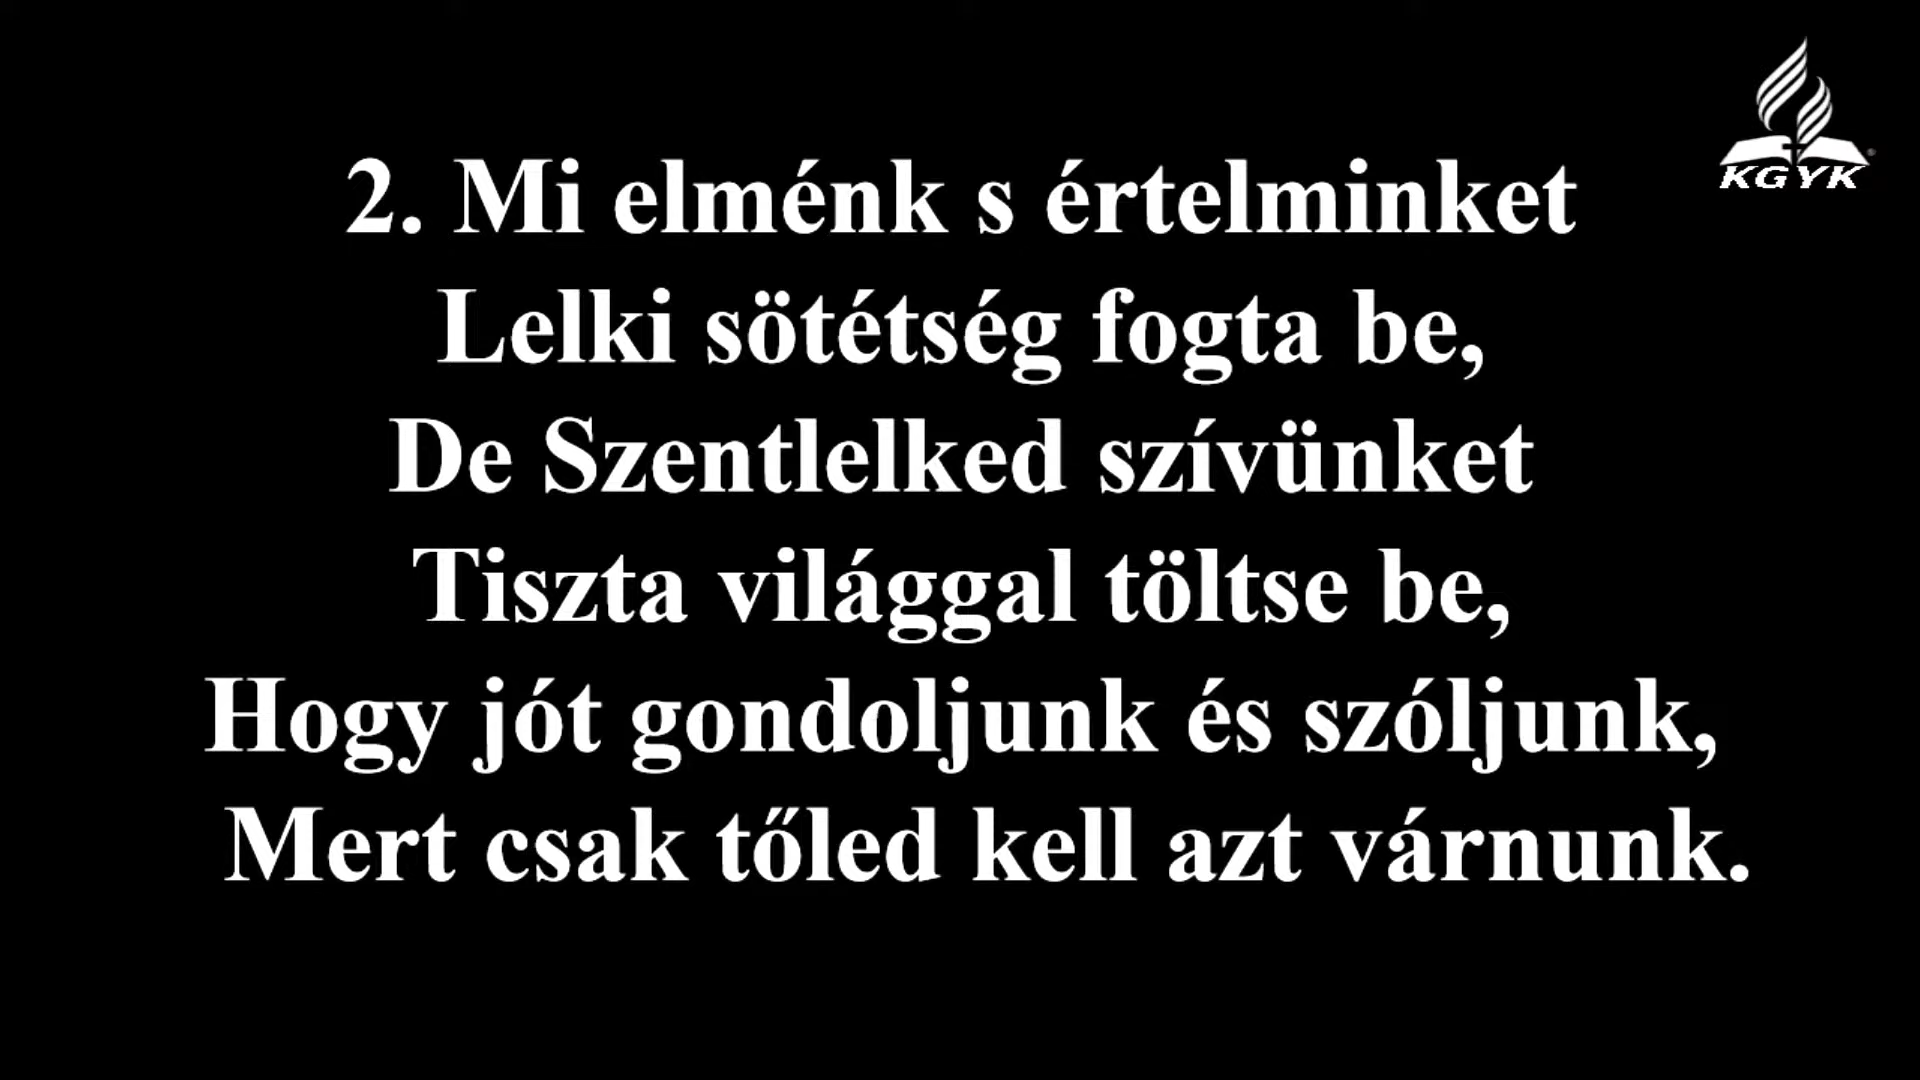 KGYK
2. Mi elménk s értelminket
Lelki sötétség fogta be,
De Szentlelked szívünket
Tiszta világgal töltse be,
Hogy jót gondoljunk és szóljunk,
Mert csak tőled kell azt várnunk.